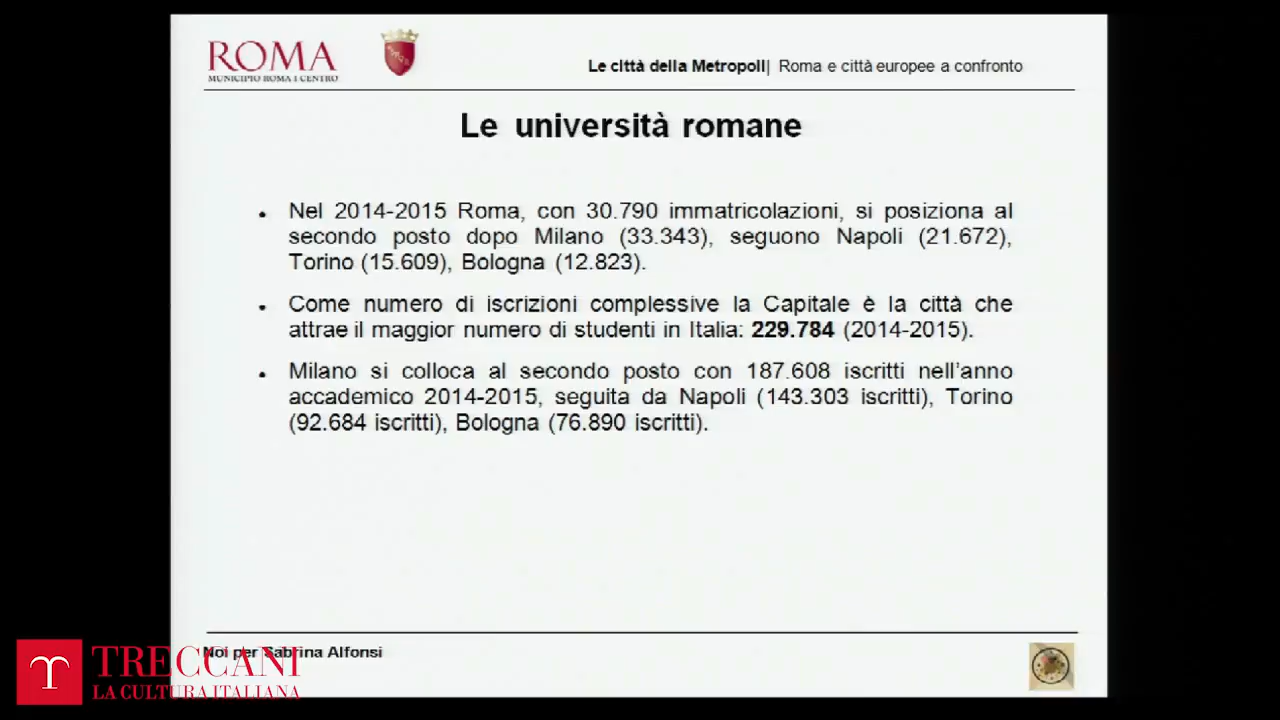 ROMA
MUNICIPIO ROMA I CENTRO
Le città della Metropoli| Roma e città europee a confronto
Le università romane
• Nel 2014-2015 Roma, con 30.790 immatricolazioni, si posiziona al
secondo posto dopo Milano (33.343), seguono Napoli (21.672),
Torino (15.609), Bologna (12.823).
• Come numero di iscrizioni complessive la Capitale è la città che
attrae il maggior numero di studenti in Italia: 229.784 (2014-2015).
• Milano si colloca al secondo posto con 187.608 iscritti nell'anno
accademico 2014-2015, seguita da Napoli (143.303 iscritti), Torino
(92.684 iscritti), Bologna (76.890 iscritti).
Noi per Sabrina Alfonsi
TRECCANI
LA CULTURA ITALIANA